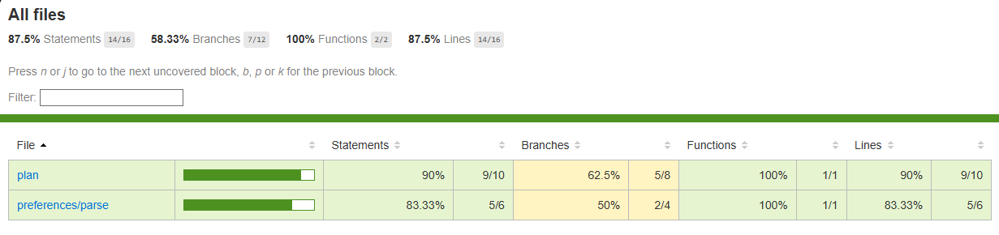 All files
87.5% Statements 14/16 58.33% Branches 7/12 100% Functions 2/2 87.5% Lines 14/16
Press n or j to go to the next uncovered block, b, p or k for the previous block.
Filter:
File Statements Branches Functions Lines
plan 90% 9/10 62.5% 5/8 100% 1/1 90% 9/10
preferences/parse 83.33% 5/6 50% 2/4 100% 1/1 83.33% 5/6